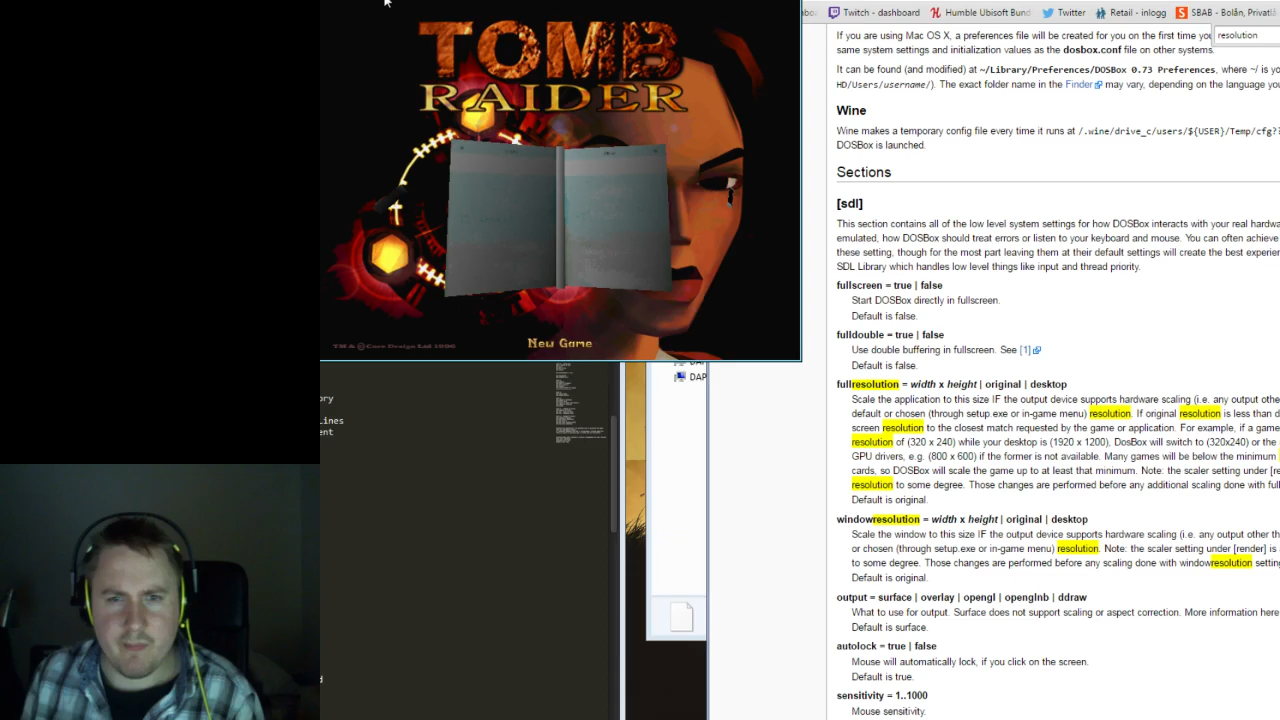 TOMB
RAIDER
TM & © Core Design Ltd 1996
New Game
Twitch - dashboard
Humble Ubisoft Bund
Twitter
Retail - inlogg
SBAB - Bolån, Privatlå
resolution
If you are using Mac OS X, a preferences file will be created for you on the first time you
same system settings and initialization values as the dosbox.conf file on other systems.
It can be found (and modified) at ~/Library/Preferences/DOSBox 0.73 Preferences, where ~/ is yo
HD/Users/username/). The exact folder name in the Finder may vary, depending on the language you
Wine
Wine makes a temporary config file every time it runs at /.wine/drive_c/users/${USER}/Temp/cfg?
DOSBox is launched.
Sections
[sdl]
This section contains all of the low level system settings for how DOSBox interacts with your real hardwa
emulated, how DOSBox should treat errors or listen to your keyboard and mouse. You can often achieve
these setting, though for the most part leaving them at their default settings will create the best experien
SDL Library which handles low level things like input and thread priority.
fullscreen = true | false
Start DOSBox directly in fullscreen.
Default is false.
fulldouble = true | false
Use double buffering in fullscreen. See [1]
Default is false.
fullresolution = width x height | original | desktop
Scale the application to this size IF the output device supports hardware scaling (i.e. any output othe
default or chosen (through setup.exe or in-game menu) resolution. If original resolution is less than d
screen resolution to the closest match requested by the game or application. For example, if a game
resolution of (320 x 240) while your desktop is (1920 x 1200), DosBox will switch to (320x240) or the
GPU drivers, e.g. (800 x 600) if the former is not available. Many games will be below the minimum
cards, so DOSBox will scale the game up to at least that minimum. Note: the scaler setting under [re
resolution to some degree. Those changes are performed before any additional scaling done with full
Default is original.
windowresolution = width x height | original | desktop
Scale the window to this size IF the output device supports hardware scaling (i.e. any output other th
or chosen (through setup.exe or in-game menu) resolution. Note: the scaler setting under [render] is a
to some degree. Those changes are performed before any scaling done with windowresolution setting
Default is original.
output = surface | overlay | opengl | openglnb | ddraw
What to use for output. Surface does not support scaling or aspect correction. More information here
Default is surface.
autolock = true | false
Mouse will automatically lock, if you click on the screen.
Default is true.
sensitivity = 1..1000
Mouse sensitivity.
DAP
ory
lines
ent
d